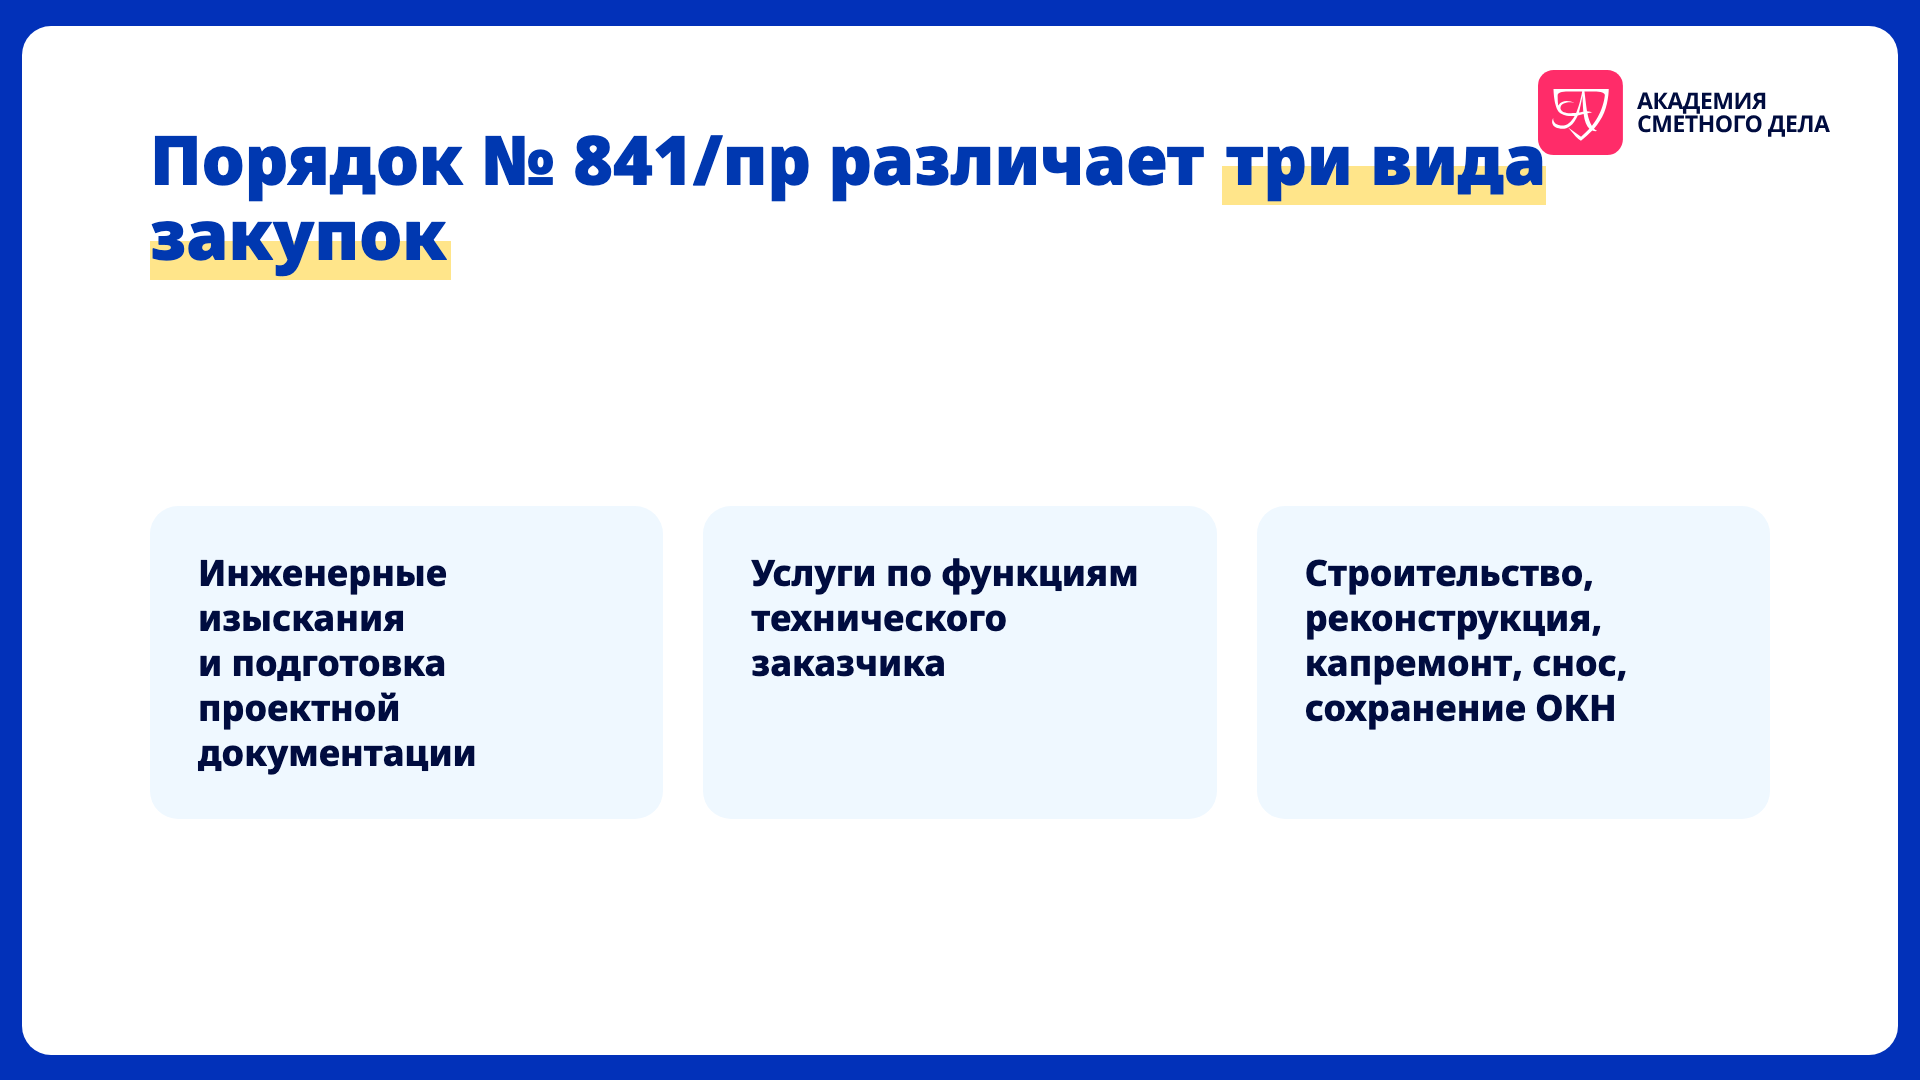 АКАДЕМИЯ
СМЕТНОГО ДЕЛА
Порядок № 841/пр различает три вида
закупок
Инженерные
изыскания
и подготовка
проектной
документации
Услуги по функциям
технического
заказчика
Строительство,
реконструкция,
капремонт, снос,
сохранение ОКН